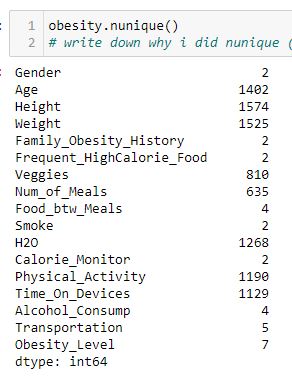 1 obesity.nunique()
2 # write down why i did nunique (
Gender 2
Age 1402
Height 1574
Weight 1525
Family_Obesity_History 2
Frequent_HighCalorie_Food 2
Veggies 810
Num_of_Meals 635
Food_btw_Meals 4
Smoke 2
H2O 1268
Calorie_Monitor 2
Physical_Activity 1190
Time_On_Devices 1129
Alcohol_Consump 4
Transportation 5
Obesity_Level 7
dtype: int64